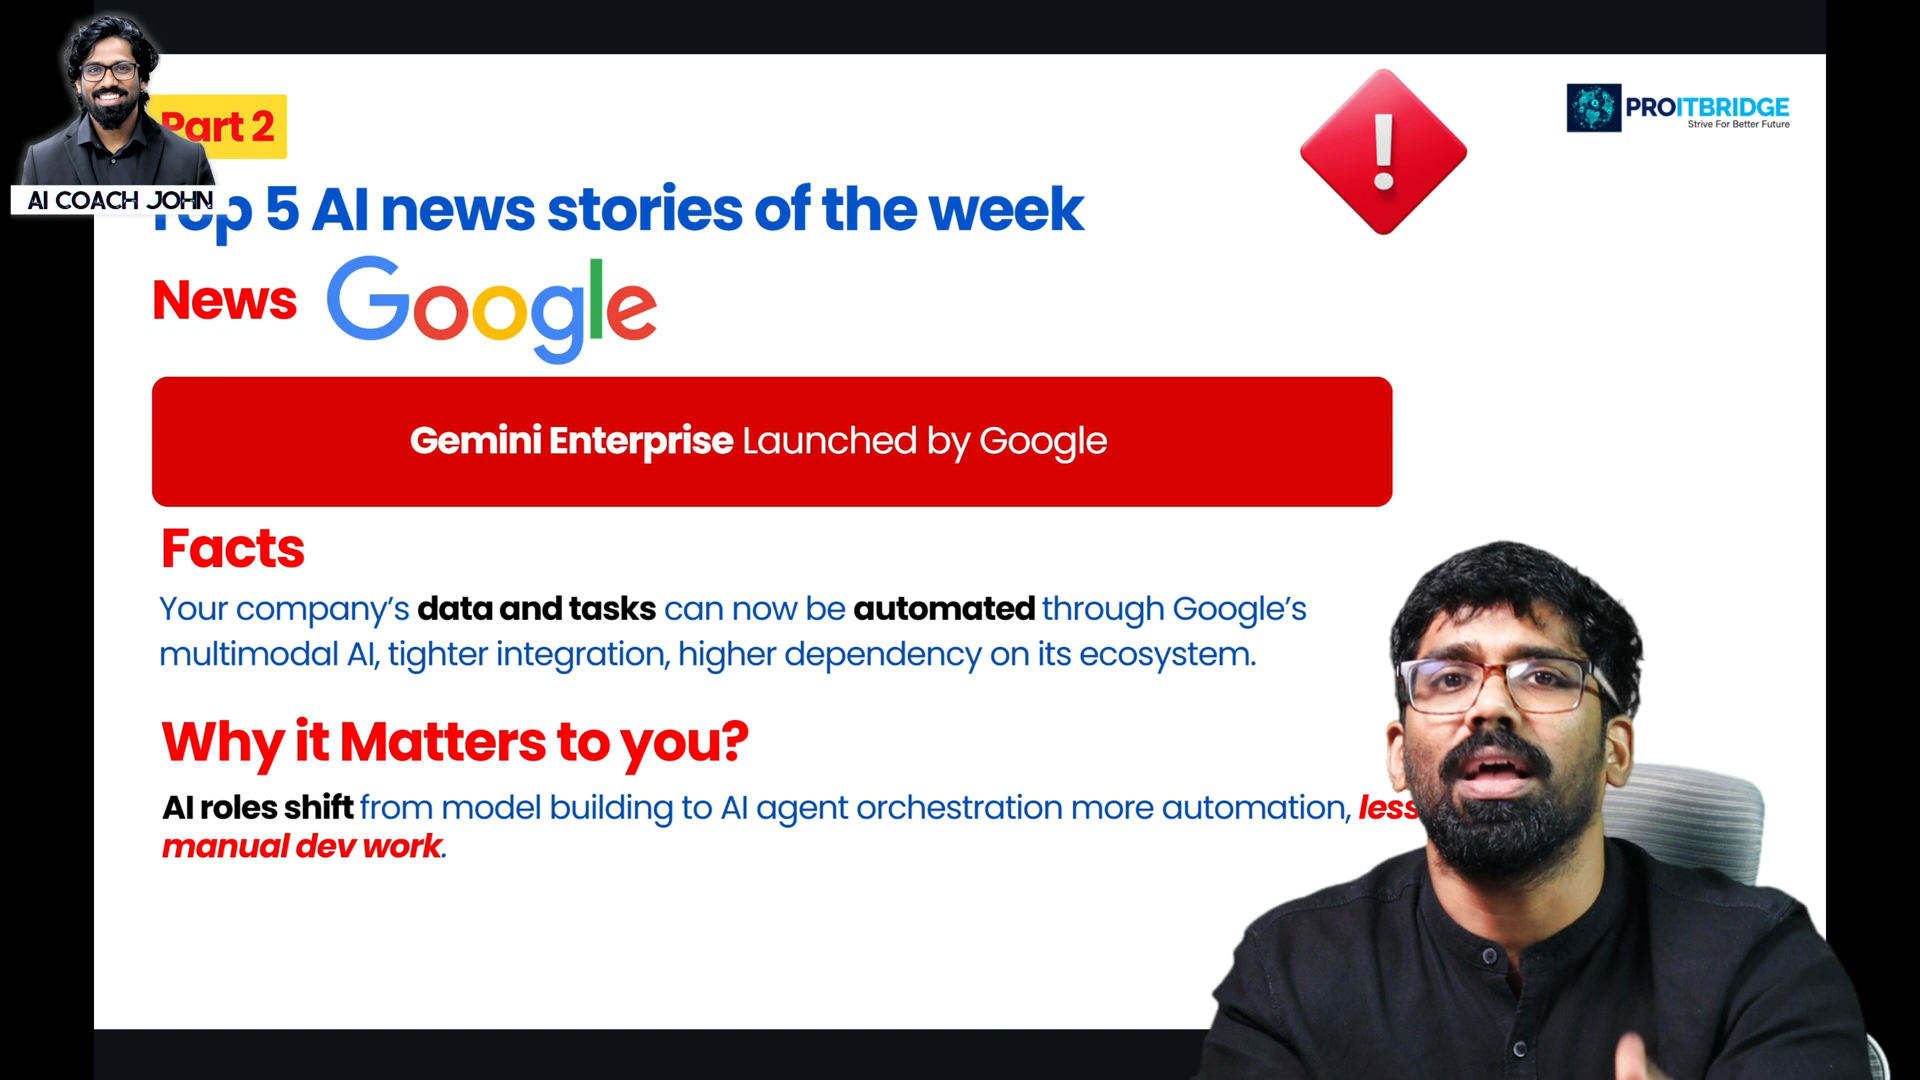 Part 2
AI COACH JOHN
Top 5 AI news stories of the week
PROITBRIDGE
Strive For Better Future
News Google
Gemini Enterprise Launched by Google
Facts
Your company's data and tasks can now be automated through Google's
multimodal AI, tighter integration, higher dependency on its ecosystem.
Why it Matters to you?
AI roles shift from model building to AI agent orchestration more automation, less
manual dev work.